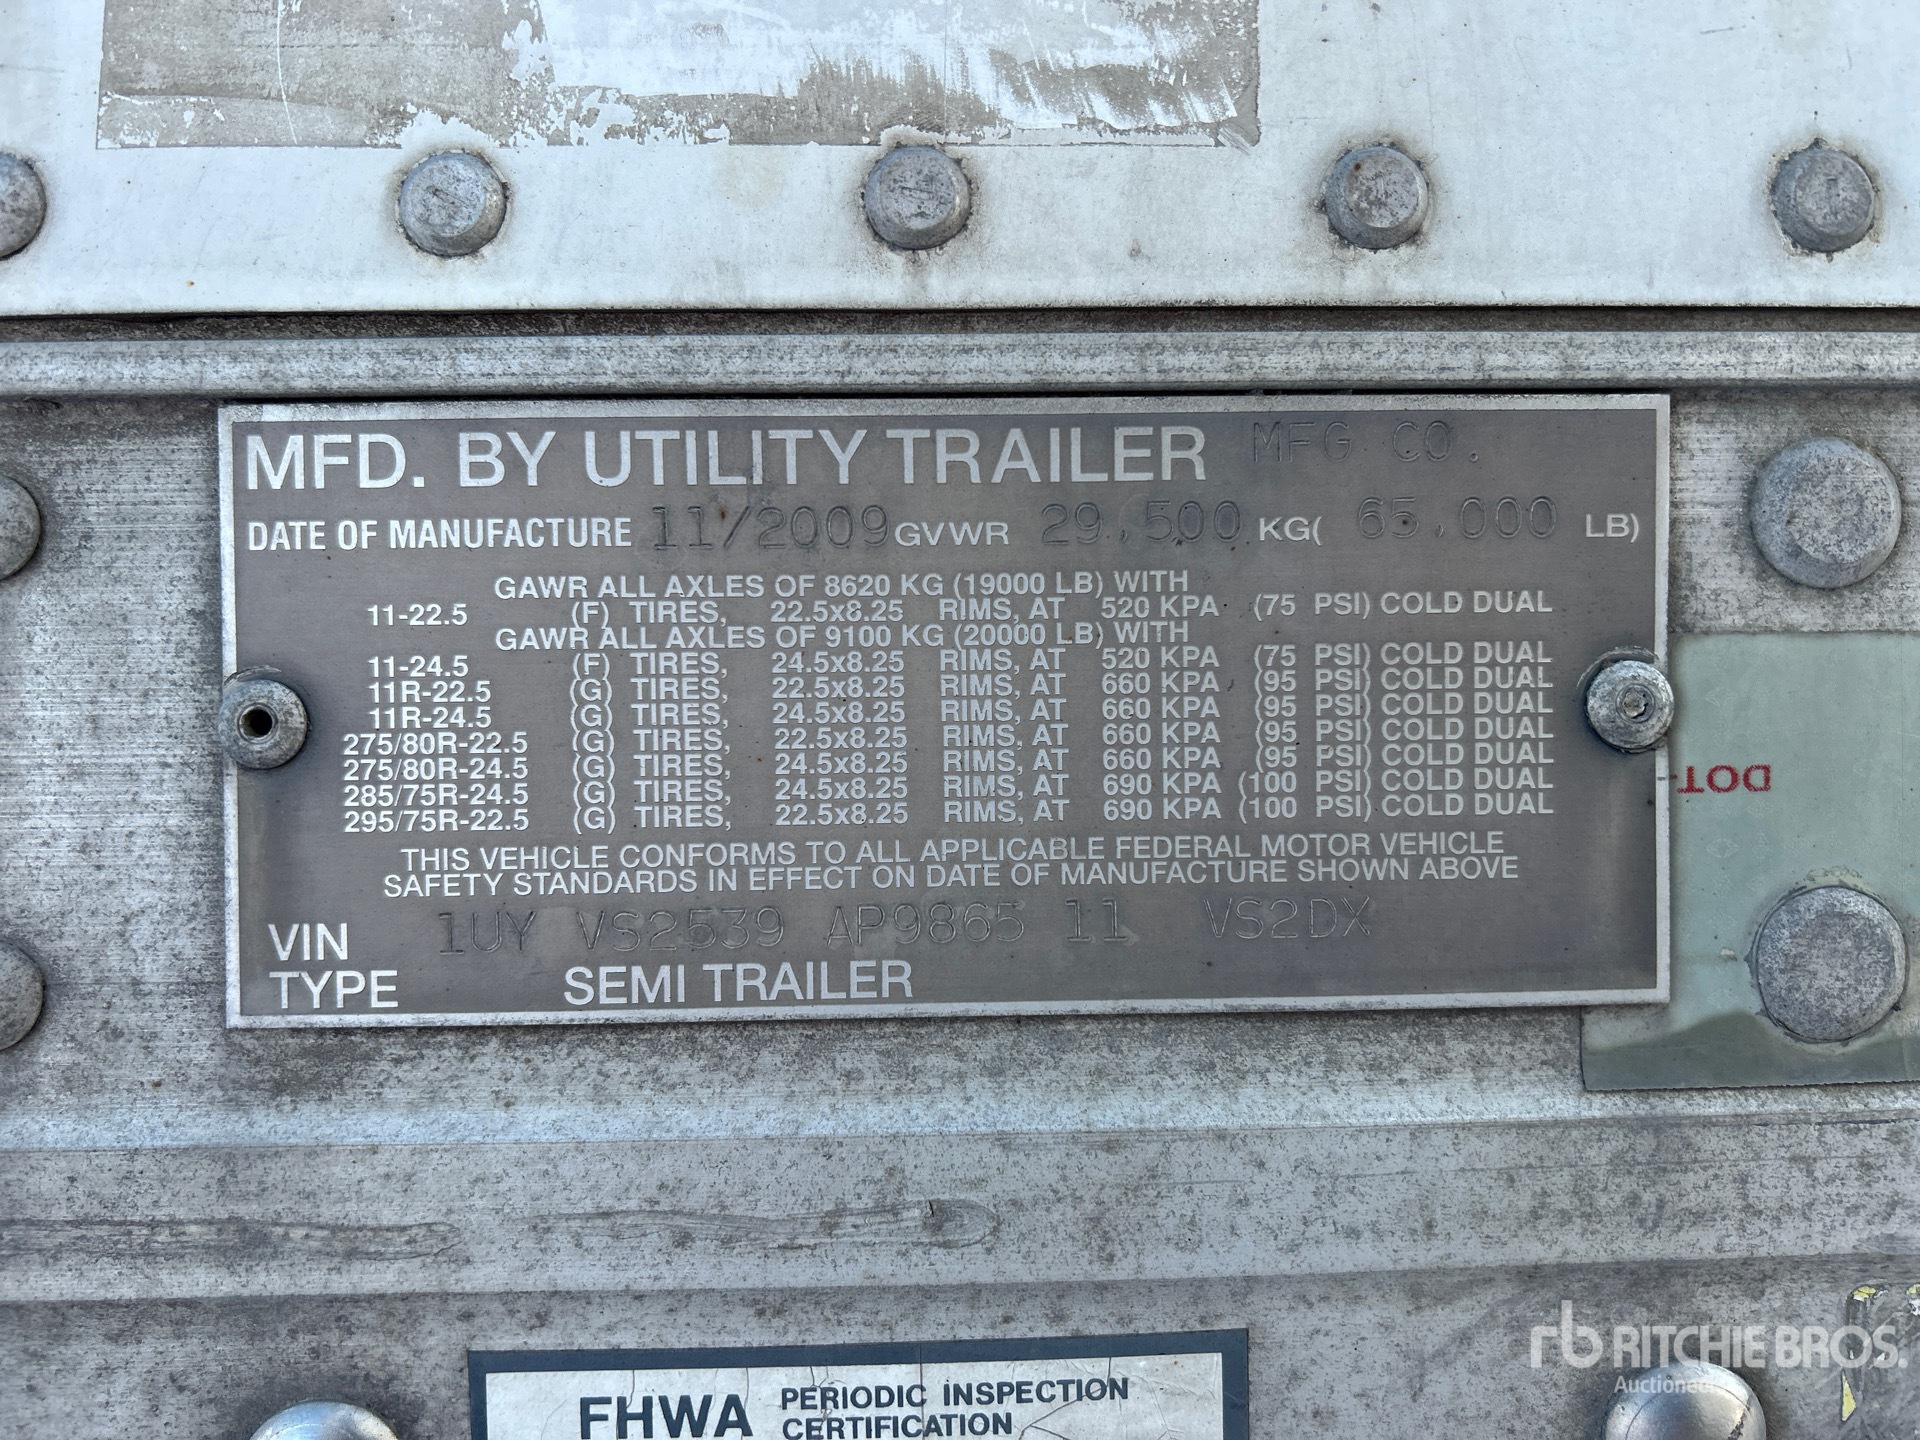 MFD. BY UTILITY TRAILER MFG CO.
DATE OF MANUFACTURE 11/2009 GVWR 29,500 KG( 65,000 LB)
GAWR ALL AXLES OF 8620 KG (19000 LB) WITH
11-22.5 (F) TIRES, 22.5x8.25 RIMS, AT 520 KPA (75 PSI) COLD DUAL
GAWR ALL AXLES OF 9100 KG (20000 LB) WITH
11-24.5 (F) TIRES, 24.5x8.25 RIMS, AT 520 KPA (75 PSI) COLD DUAL
11R-22.5 (G) TIRES, 22.5x8.25 RIMS, AT 660 KPA (95 PSI) COLD DUAL
11R-24.5 (G) TIRES, 24.5x8.25 RIMS, AT 660 KPA (95 PSI) COLD DUAL
275/80R-22.5 (G) TIRES, 22.5x8.25 RIMS, AT 660 KPA (95 PSI) COLD DUAL
275/80R-24.5 (G) TIRES, 24.5x8.25 RIMS, AT 660 KPA (95 PSI) COLD DUAL
285/75R-24.5 (G) TIRES, 24.5x8.25 RIMS, AT 690 KPA (100 PSI) COLD DUAL
295/75R-22.5 (G) TIRES, 22.5x8.25 RIMS, AT 690 KPA (100 PSI) COLD DUAL
THIS VEHICLE CONFORMS TO ALL APPLICABLE FEDERAL MOTOR VEHICLE
SAFETY STANDARDS IN EFFECT ON DATE OF MANUFACTURE SHOWN ABOVE
VIN 1UY VS2539 AP9865 11 VS2DX
TYPE SEMI TRAILER
DOT-
FHWA PERIODIC INSPECTION
CERTIFICATION
rb RITCHIE BROS.